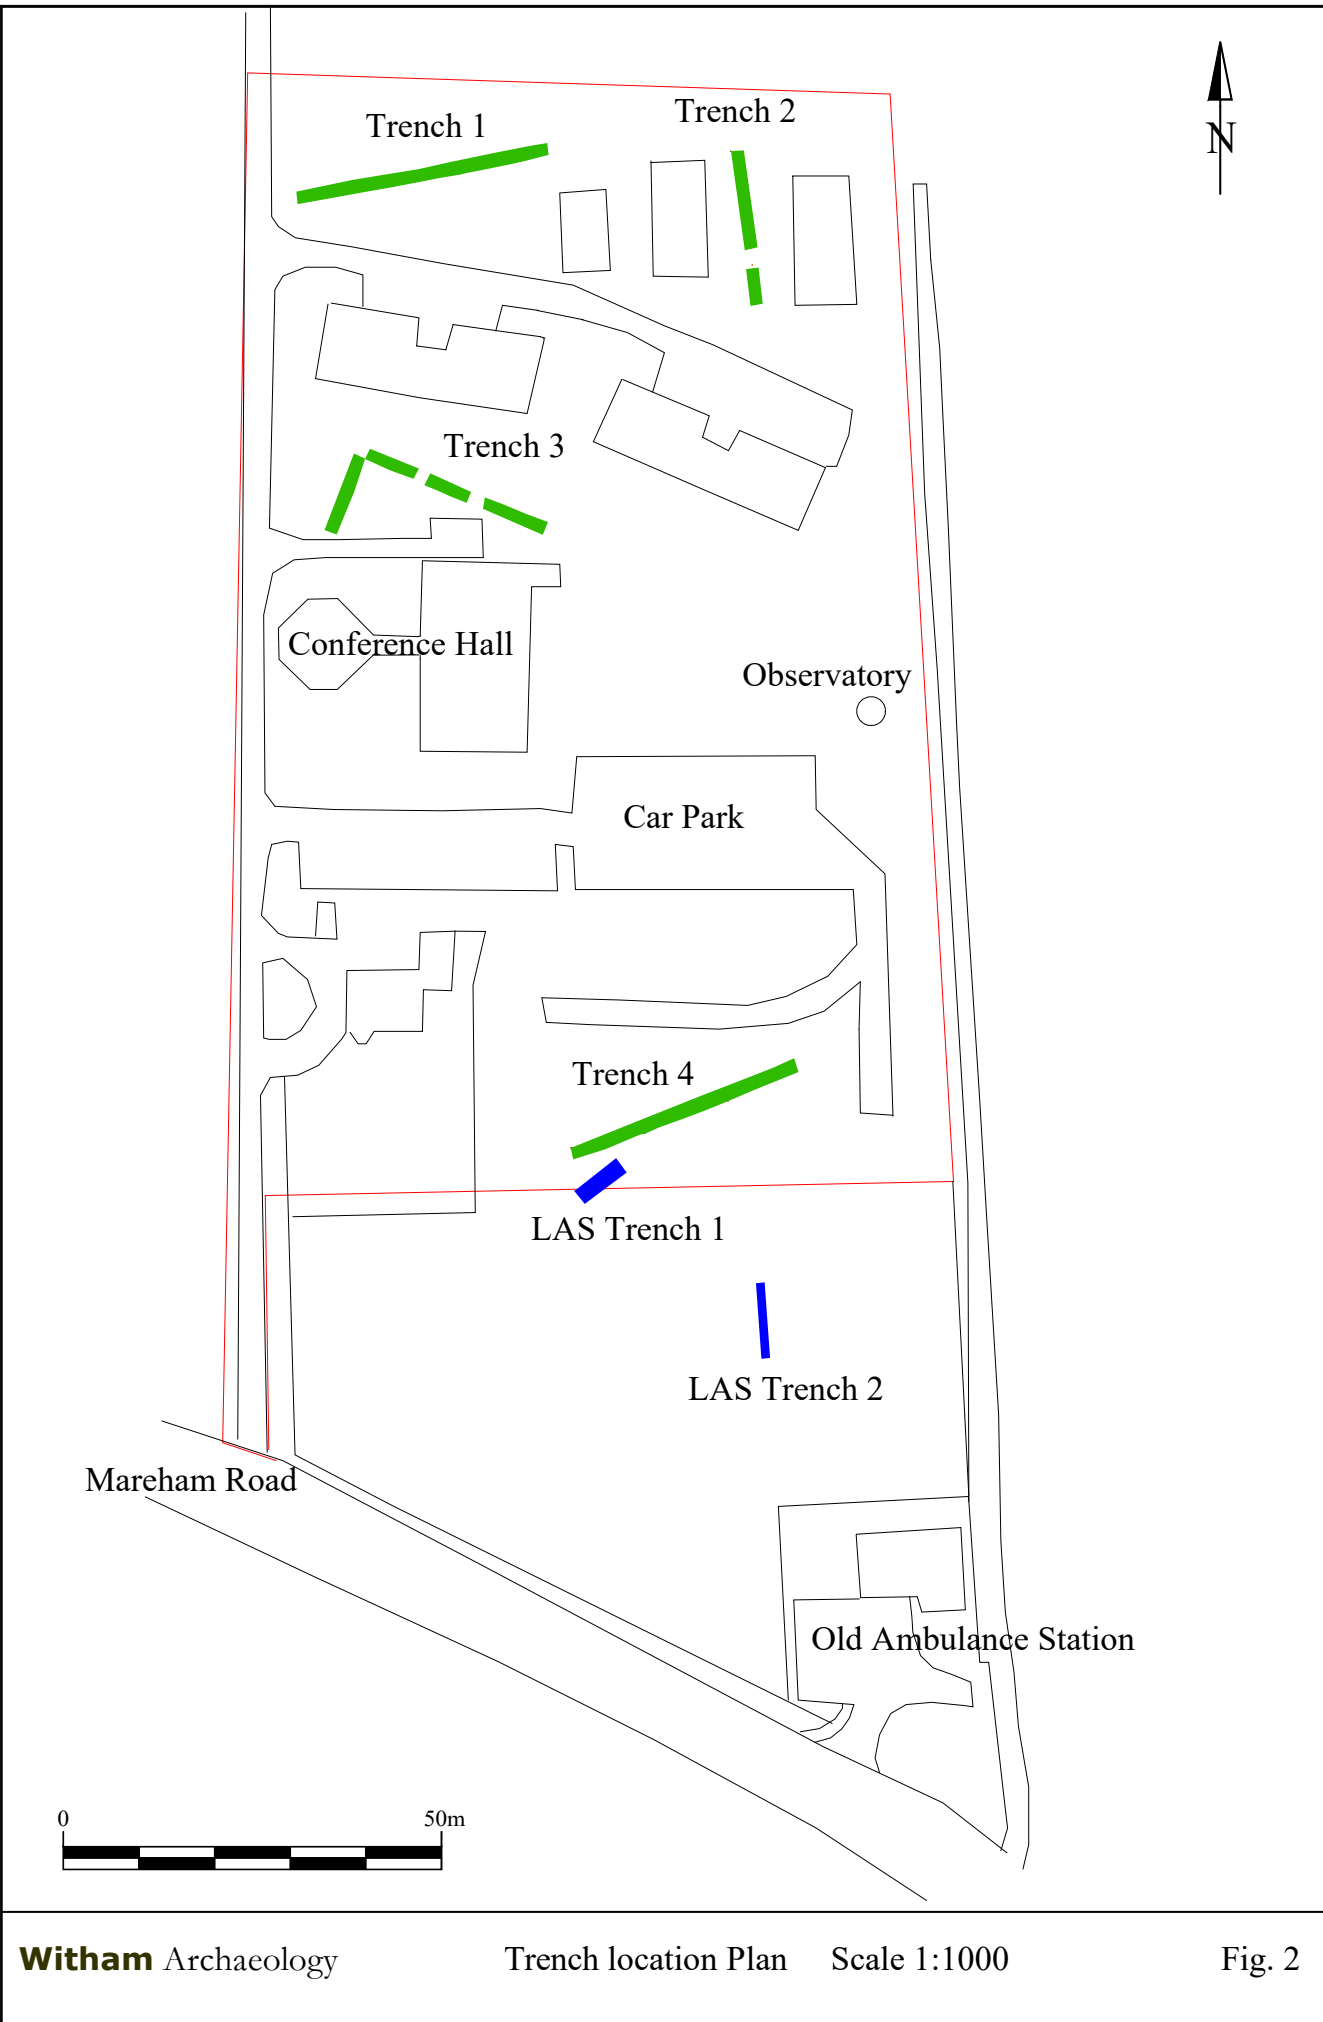 Trench 1
Trench 2
N
Trench 3
Conference Hall
Observatory
Car Park
Trench 4
LAS Trench 1
LAS Trench 2
Mareham Road
Old Ambulance Station
0 50m
Witham Archaeology Trench location Plan Scale 1:1000 Fig. 2